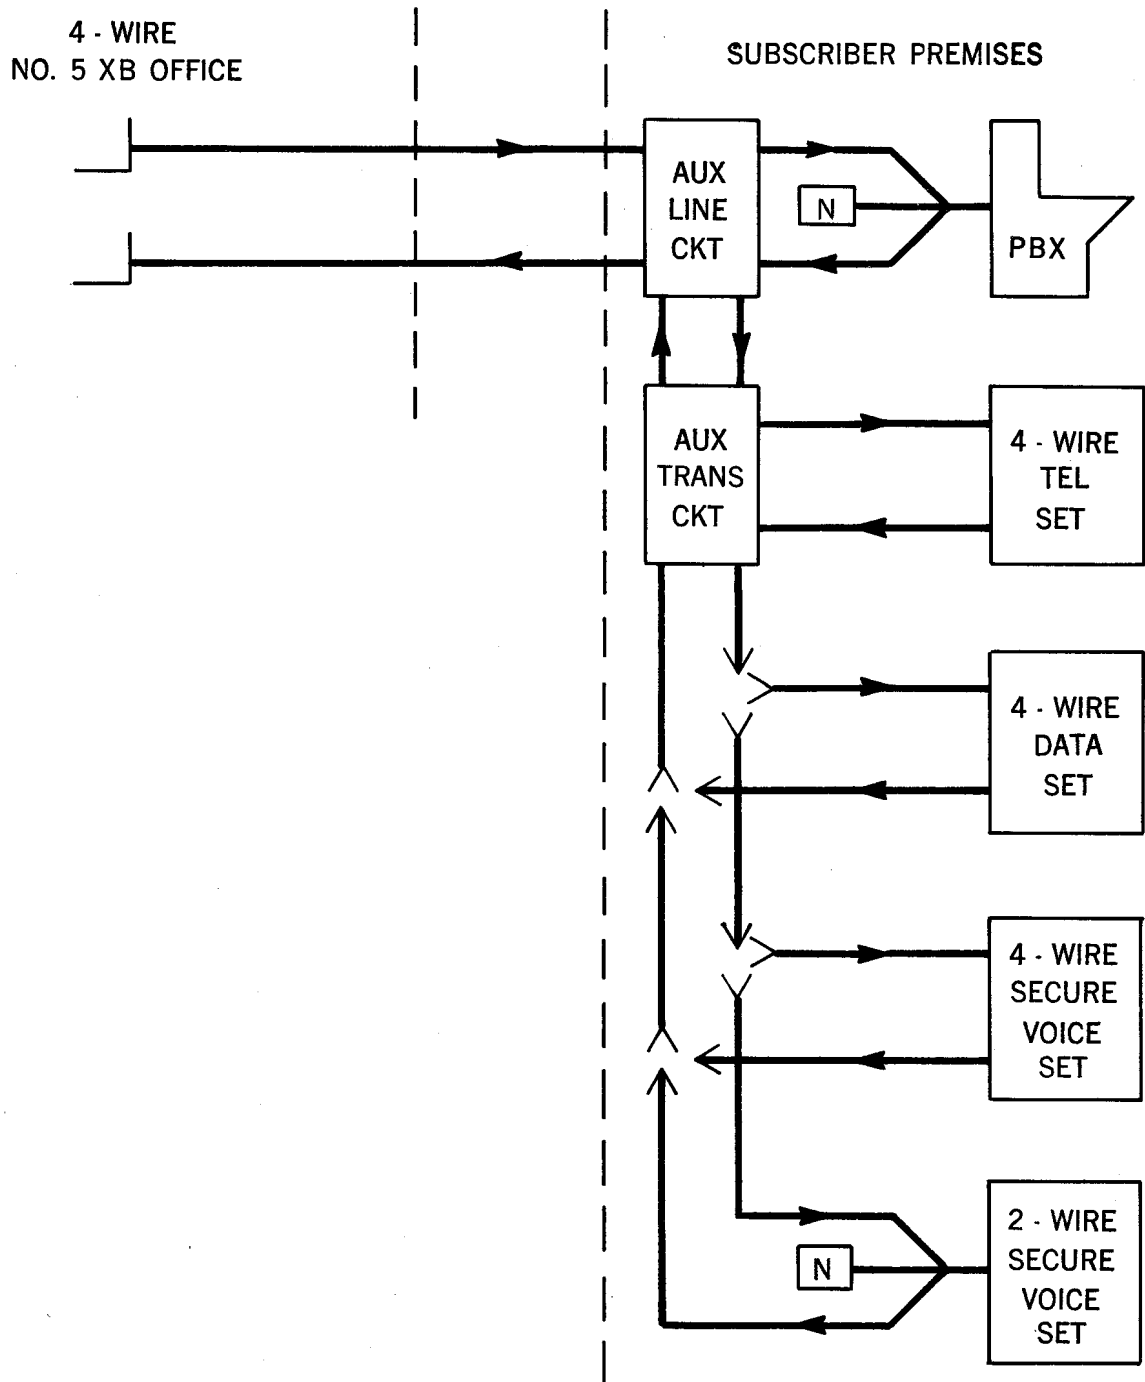 4 - WIRE
NO. 5 XB OFFICE
SUBSCRIBER PREMISES
AUX
LINE
CKT
N
PBX
AUX
TRANS
CKT
4 - WIRE
TEL
SET
4 - WIRE
DATA
SET
4 - WIRE
SECURE
VOICE
SET
2 - WIRE
SECURE
VOICE
SET
N